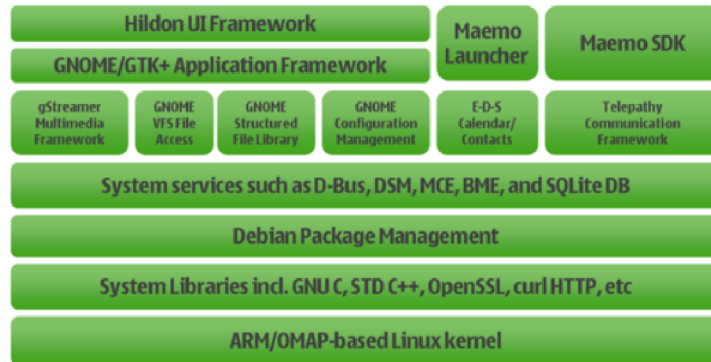 Hildon UI Framework
Maemo
Launcher
Maemo SDK
GNOME/GTK+ Application Framework
gStreamer
Multimedia
Framework
GNOME
VFS File
Access
GNOME
Structured
File Library
GNOME
Configuration
Management
E-D-S
Calendar/
Contacts
Telepathy
Communication
Framework
System services such as D-Bus, DSM, MCE, BME, and SQLite DB
Debian Package Management
System Libraries incl. GNU C, STD C++, OpenSSL, curl HTTP, etc
ARM/OMAP-based Linux kernel